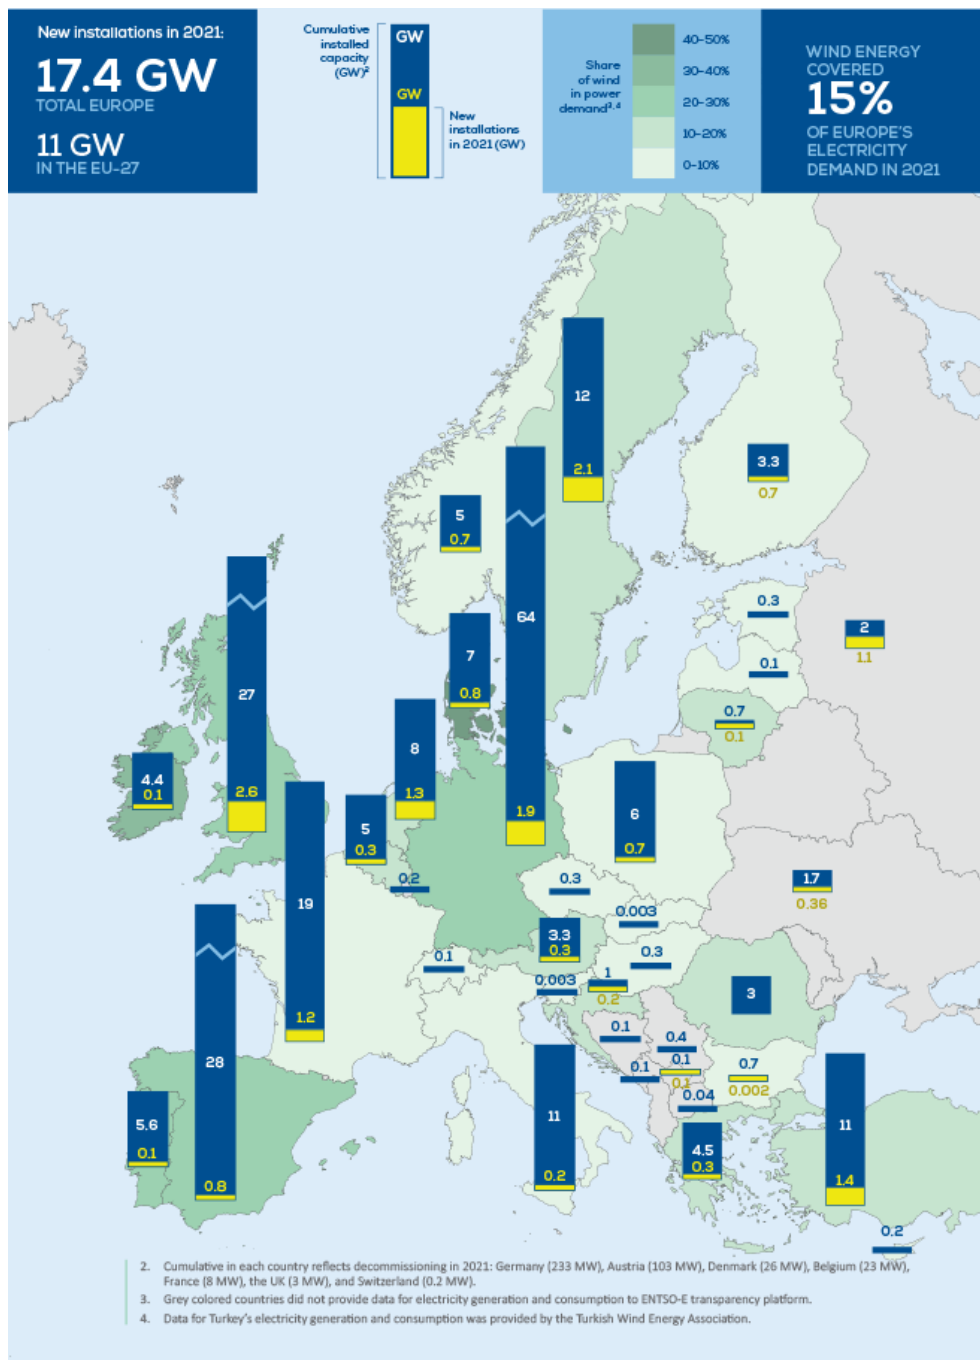 New installations in 2021:
17.4 GW
TOTAL EUROPE
11 GW
IN THE EU-27
Cumulative
installed
capacity
(GW)²
GW
GW
New
installations
in 2021 (GW)
Share
of wind
in power
demand³,⁴
40-50%
30-40%
20-30%
10-20%
0-10%
WIND ENERGY
COVERED
15%
OF EUROPE'S
ELECTRICITY
DEMAND IN 2021
12
2.1
3.3
0.7
5
0.7
64
1.9
0.3
2
1.1
0.1
0.7
0.1
7
0.8
27
2.6
8
1.3
4.4
0.1
5
0.3
0.2
6
0.7
19
1.2
0.3
1.7
0.36
0.003
3.3
0.3
0.3
0.1
0.003
1
0.2
3
28
0.8
0.1
0.4
0.1
0.1
0.1
0.7
0.002
0.04
5.6
0.1
11
0.2
4.5
0.3
11
1.4
0.2
2. Cumulative in each country reflects decommissioning in 2021: Germany (233 MW), Austria (103 MW), Denmark (26 MW), Belgium (23 MW),
France (8 MW), the UK (3 MW), and Switzerland (0.2 MW).
3. Grey colored countries did not provide data for electricity generation and consumption to ENTSO-E transparency platform.
4. Data for Turkey's electricity generation and consumption was provided by the Turkish Wind Energy Association.